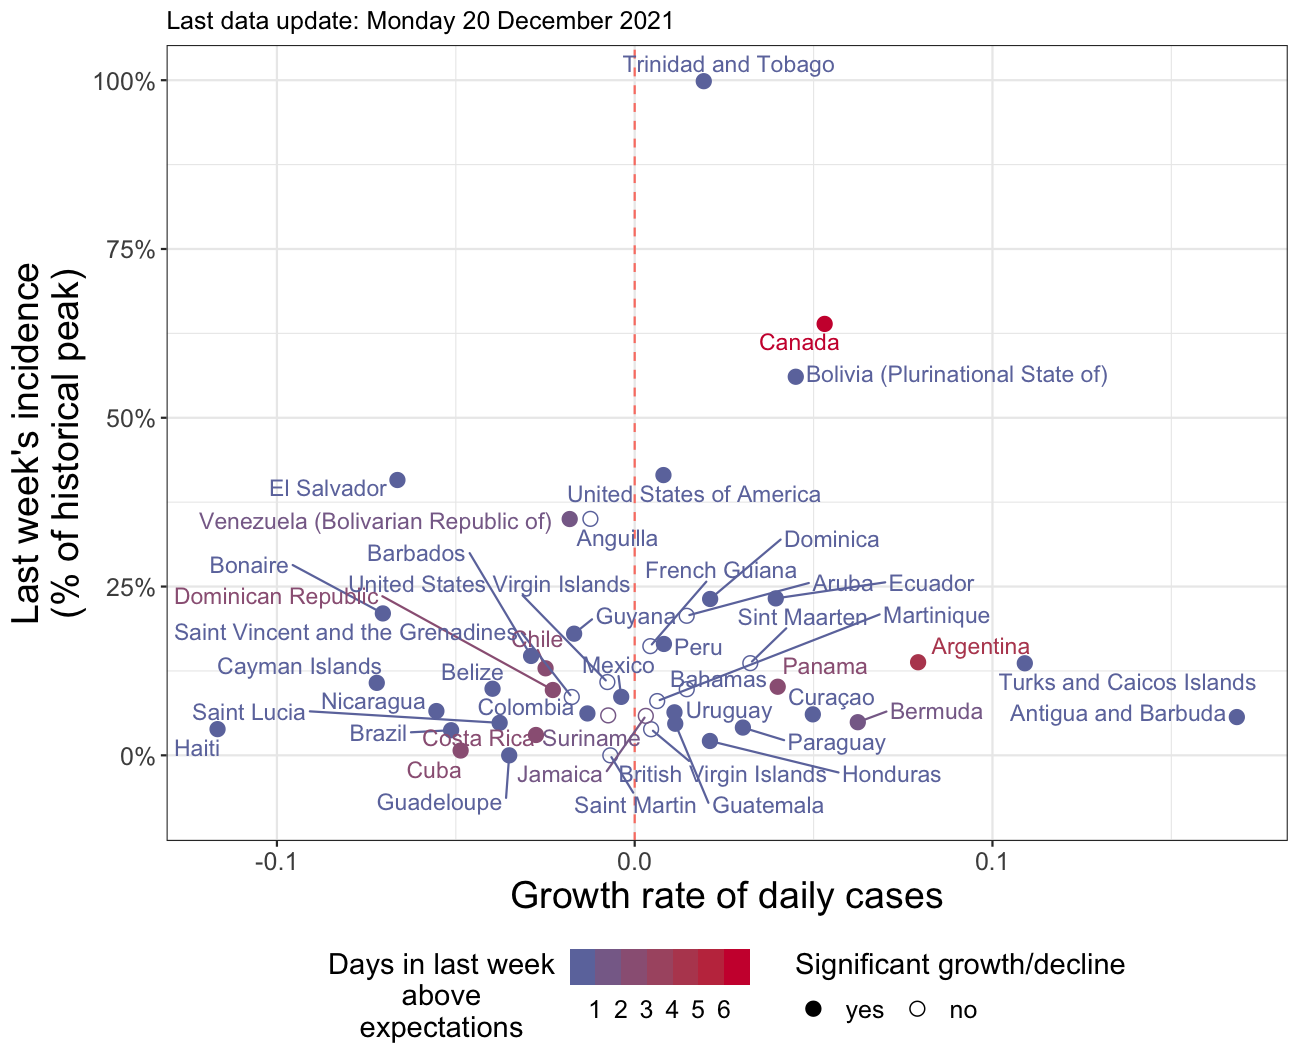 Last data update: Monday 20 December 2021
Last week's incidence
(% of historical peak)
100%
75%
50%
25%
0%
Trinidad and Tobago
Canada
Bolivia (Plurinational State of)
El Salvador
United States of America
Venezuela (Bolivarian Republic of)
Anguilla
Dominica
Barbados
Bonaire
French Guiana
United States Virgin Islands
Aruba
Ecuador
Dominican Republic
Guyana
Sint Maarten
Martinique
Saint Vincent and the Grenadines
Chile
Peru
Argentina
Cayman Islands
Belize
Mexico
Bahamas
Panama
Turks and Caicos Islands
Nicaragua
Colombia
Curaçao
Saint Lucia
Uruguay
Bermuda
Antigua and Barbuda
Brazil
Costa Rica
Suriname
Paraguay
Haiti
Cuba
Jamaica
British Virgin Islands
Honduras
Guadeloupe
Saint Martin
Guatemala
-0.1
0.0
0.1
Growth rate of daily cases
Days in last week
above
expectations
1 2 3 4 5 6
Significant growth/decline
yes
no